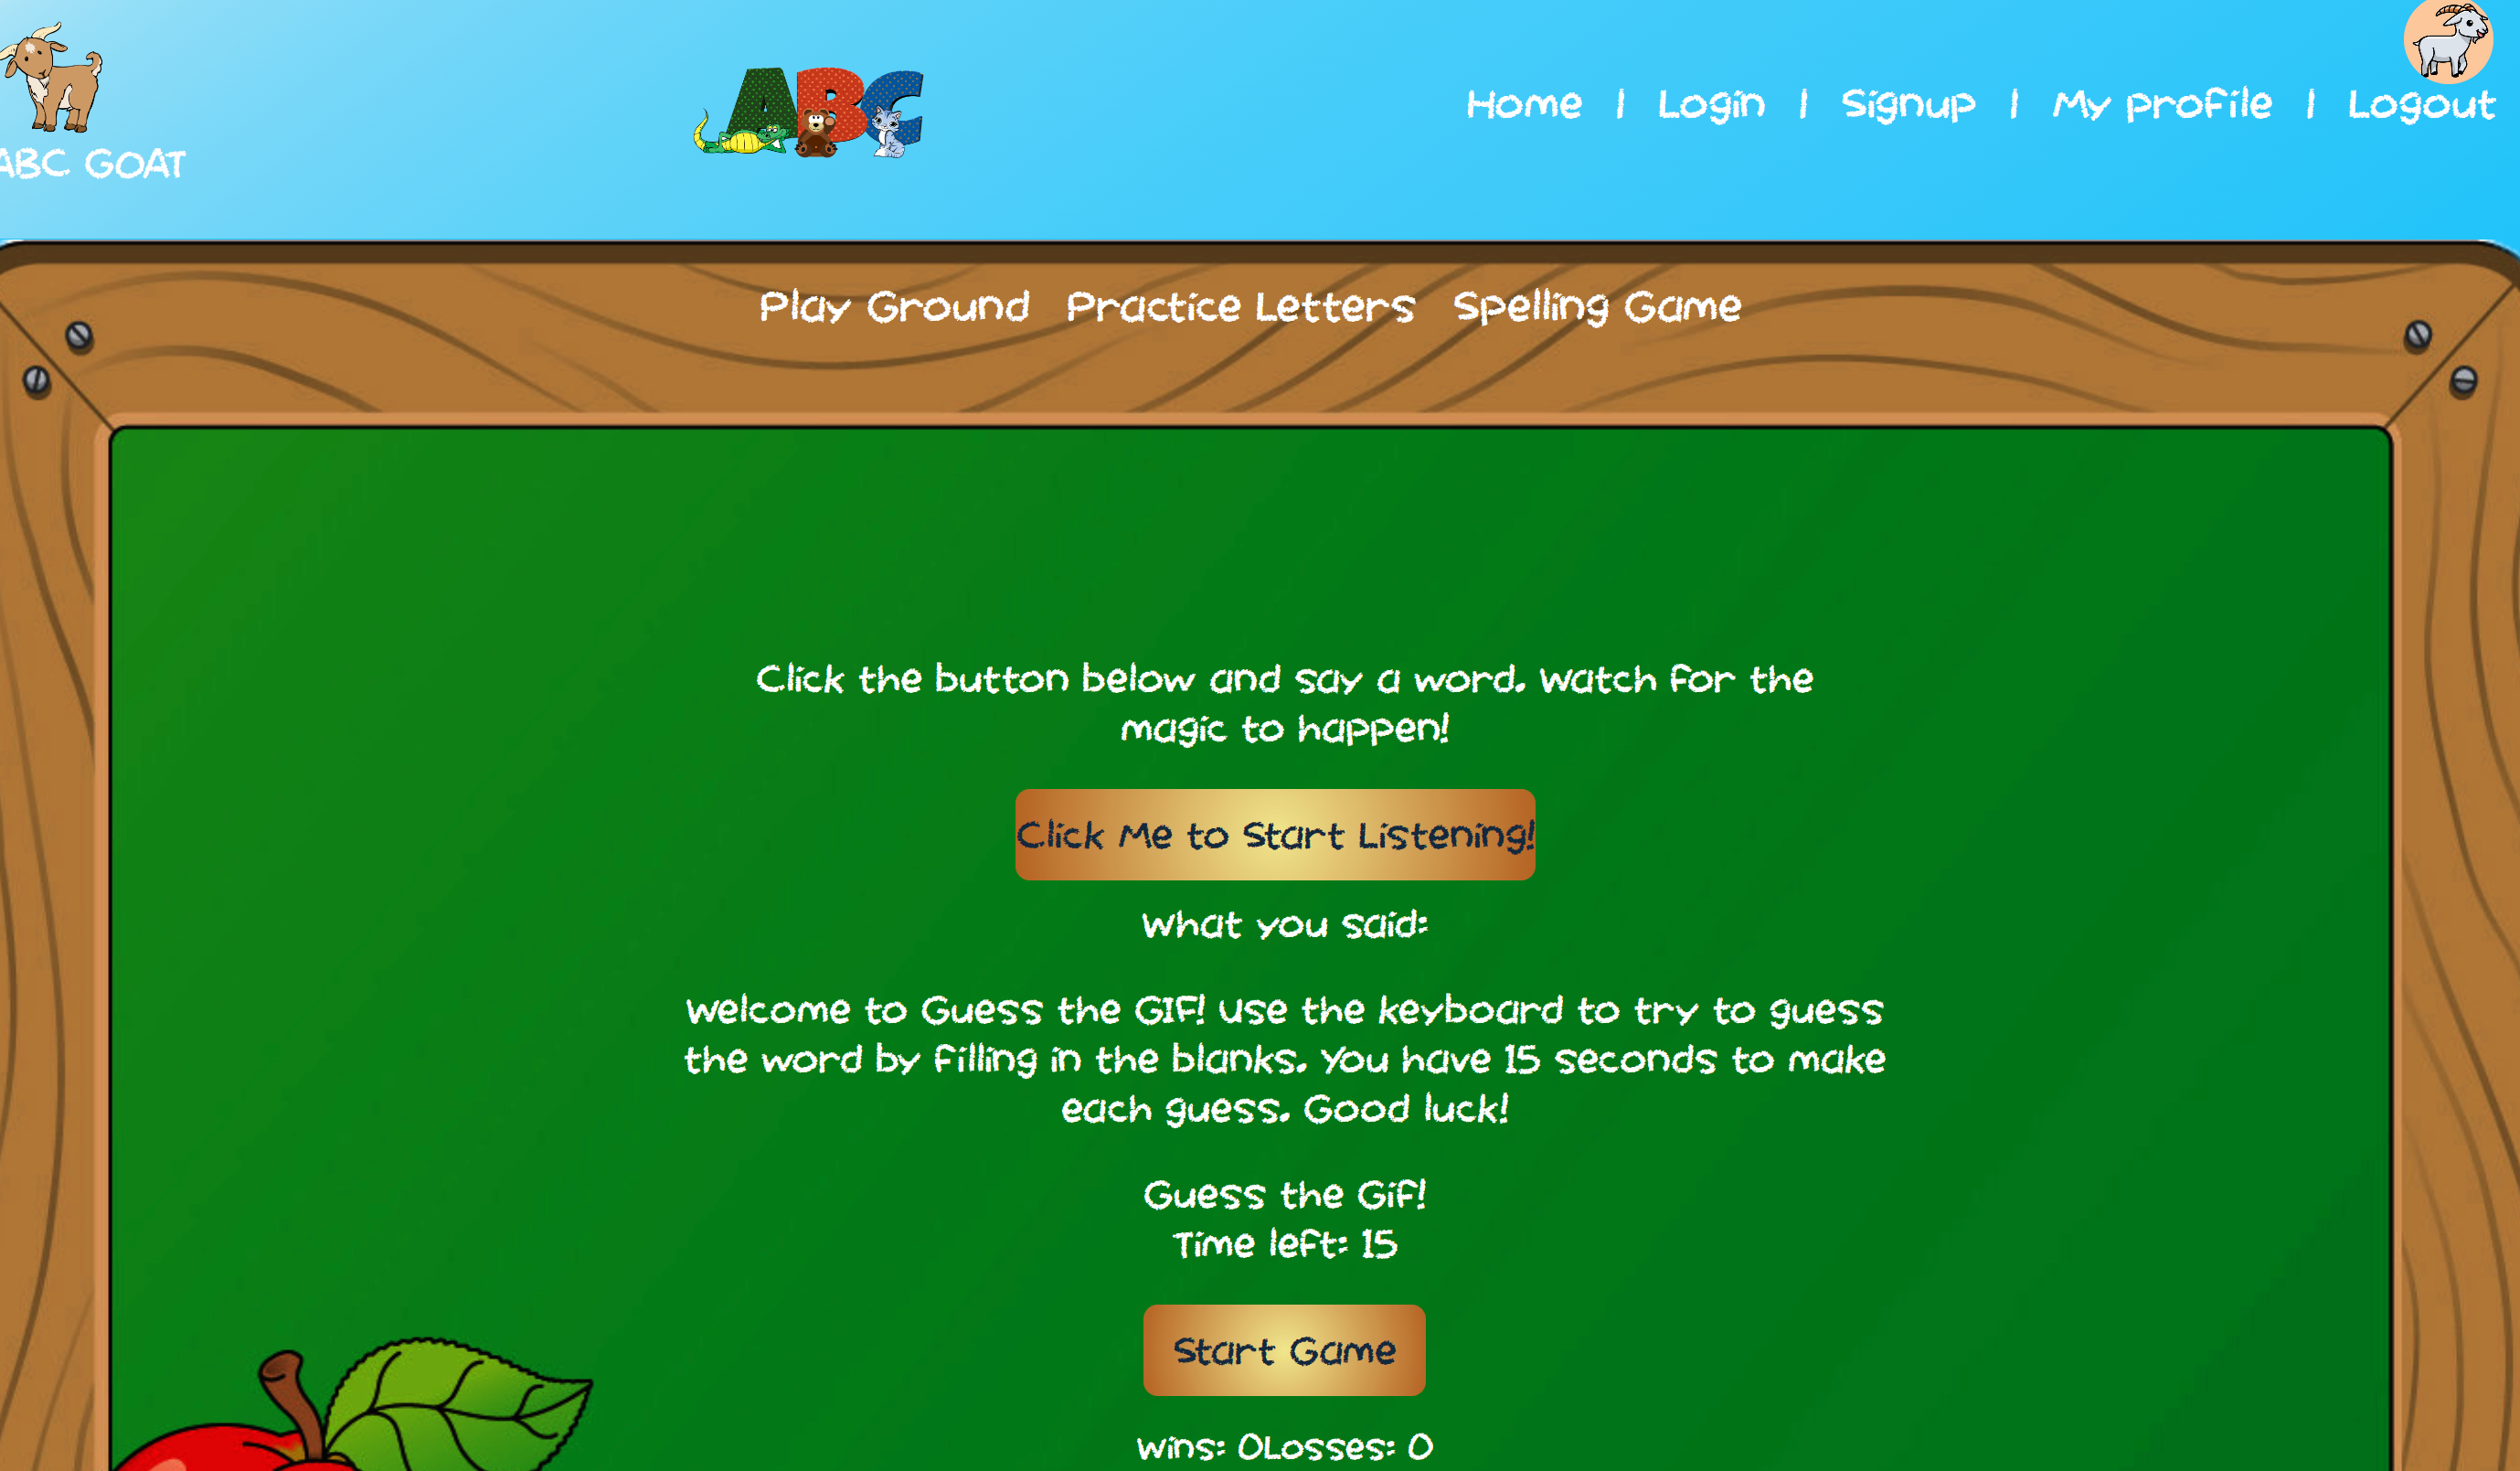 ABC GOAT
ABC
Home | Login | Signup | My profile | Logout
Play Ground Practice Letters Spelling Game
Click the button below and say a word. Watch for the
magic to happen!
Click Me to Start Listening!
What you said:
Welcome to Guess the GIF! Use the keyboard to try to guess
the word by filling in the blanks. You have 15 seconds to make
each guess. Good luck!
Guess the Gif!
Time left: 15
Start Game
wins: 0Losses: 0